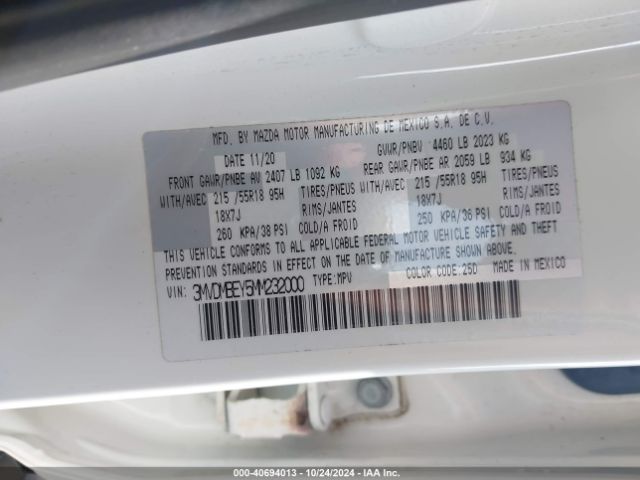 MFD. BY MAZDA MOTOR MANUFACTURING DE MEXICO S.A. DE C.V.
DATE 11/20 GVWR/PNBV 4460 LB 2023 KG
FRONT GAWR/PNBE AV 2407 LB 1092 KG REAR GAWR/PNBE AR 2059 LB 934 KG
WITH/AVEC 215 /55R18 95H TIRES/PNEUS WITH/AVEC 215 /55R18 95H TIRES/PNEUS
18X7J RIMS/JANTES 18X7J RIMS/JANTES
260 KPA/38 PSI COLD/A FROID 250 KPA/36 PSI COLD/A FROID
THIS VEHICLE CONFORMS TO ALL APPLICABLE FEDERAL MOTOR VEHICLE SAFETY AND THEFT
PREVENTION STANDARDS IN EFFECT ON THE DATE OF MANUFACTURE SHOWN ABOVE.
VIN: 3MVDMBEY5MM232000 TYPE:MPV COLOR CODE:25D MADE IN MEXICO
000-40694013 - 10/24/2024 - IAA Inc.